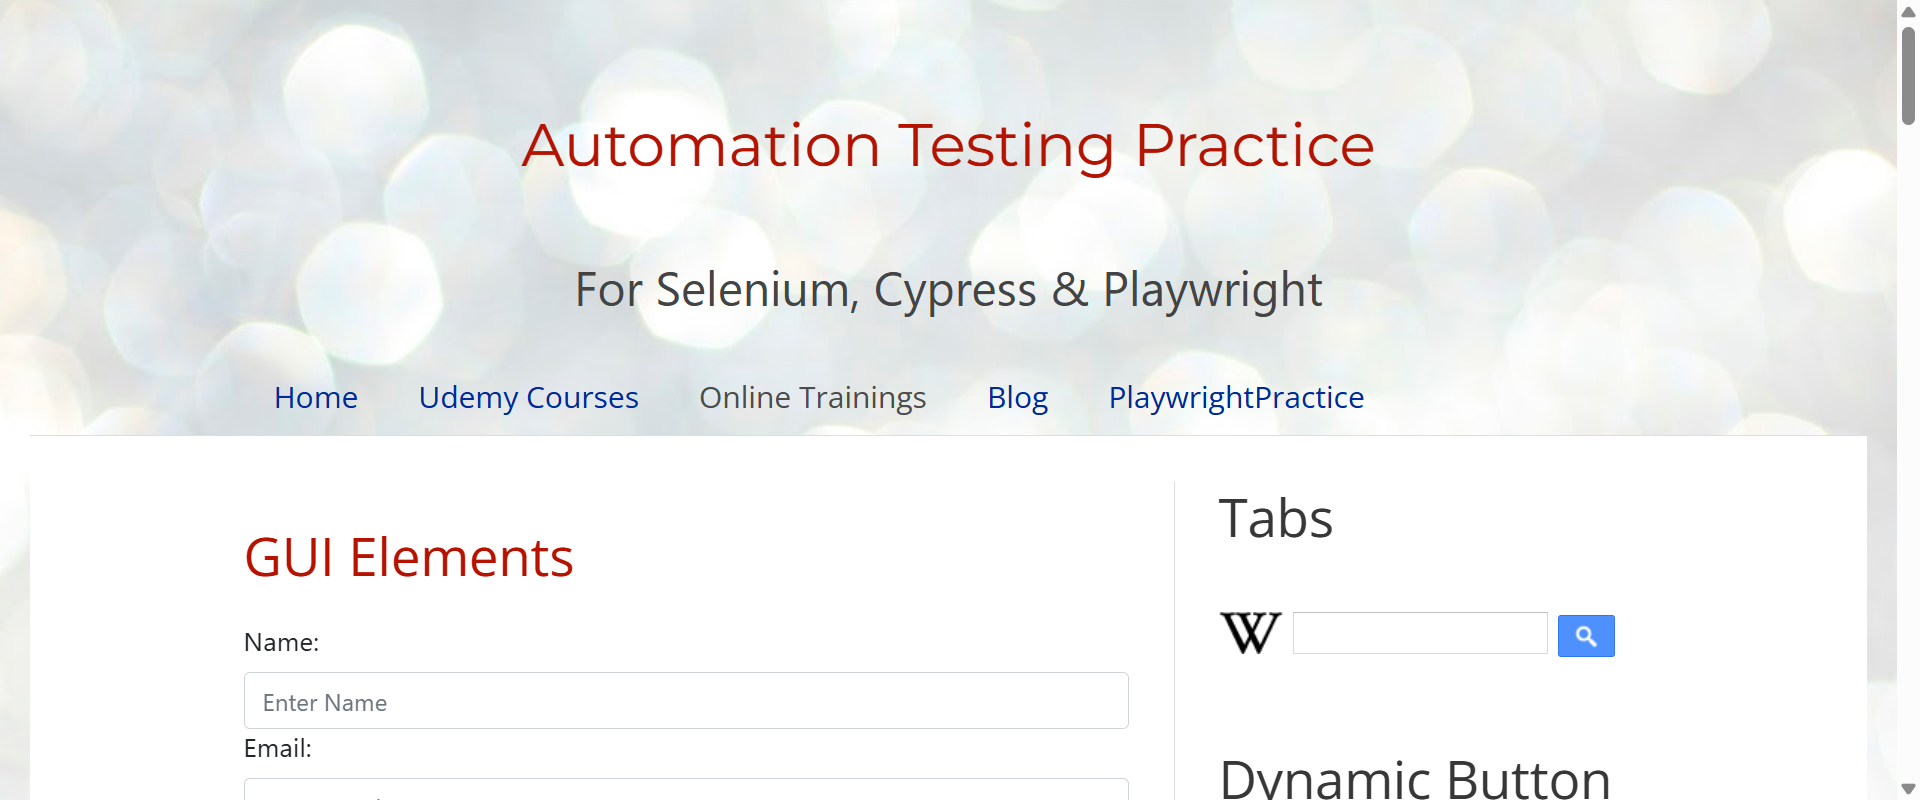 Automation Testing Practice
For Selenium, Cypress & Playwright
Home Udemy Courses Online Trainings Blog PlaywrightPractice
GUI Elements
Name:
Enter Name
Email:
Tabs
W
Dynamic Button